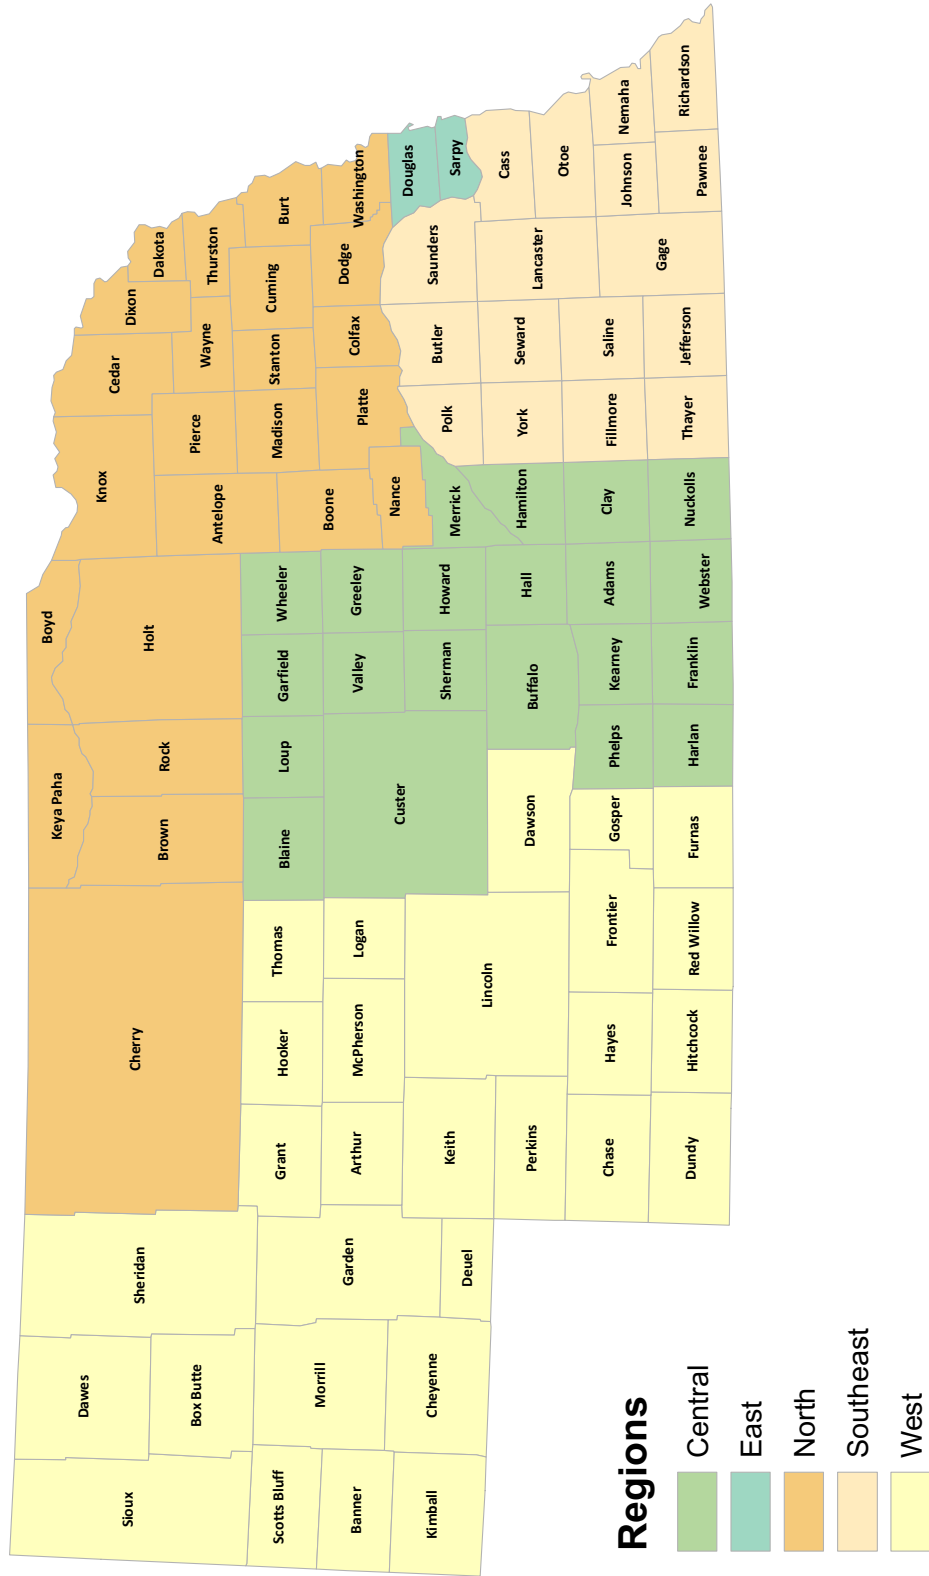 Sioux
Dawes
Box Butte
Sheridan
Scotts Bluff
Banner
Kimball
Morrill
Cheyenne
Garden
Deuel
Cherry
Grant
Hooker
Thomas
Arthur
McPherson
Logan
Keith
Lincoln
Perkins
Chase
Hayes
Frontier
Gosper
Dawson
Dundy
Hitchcock
Red Willow
Furnas
Keya Paha
Boyd
Brown
Rock
Holt
Knox
Cedar
Dixon
Dakota
Antelope
Pierce
Wayne
Thurston
Boone
Madison
Stanton
Cuming
Burt
Nance
Platte
Colfax
Dodge
Washington
Blaine
Loup
Garfield
Wheeler
Custer
Valley
Greeley
Sherman
Howard
Merrick
Buffalo
Hall
Hamilton
Phelps
Kearney
Adams
Clay
Harlan
Franklin
Webster
Nuckolls
Douglas
Sarpy
Polk
Butler
Saunders
Cass
York
Seward
Lancaster
Otoe
Fillmore
Saline
Gage
Johnson
Nemaha
Thayer
Jefferson
Pawnee
Richardson
Regions
Central
East
North
Southeast
West